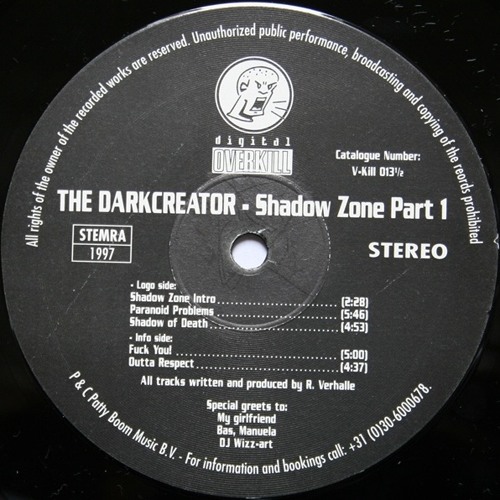 All rights of the owner of the recorded works are reserved. Unauthorized public performance, broadcasting and copying of the reords prohibited
digital
OVERKILL
Catalogue Number:
V-Kill 013½
THE DARKCREATOR - Shadow Zone Part 1
STEMRA
1997
STEREO
- Logo side:
Shadow Zone Intro (2:28)
Paranoid Problems (5:46)
Shadow of Death (4:53)
- Info side:
Fuck You! (5:00)
Outta Respect (4:37)
All tracks written and produced by R. Verhalle
Special greets to:
My girlfriend
Bas, Manuela
DJ Wizz-art
P & C Patty Boom Music B.V. - For information and bookings call: +31 (0)30-6000678.